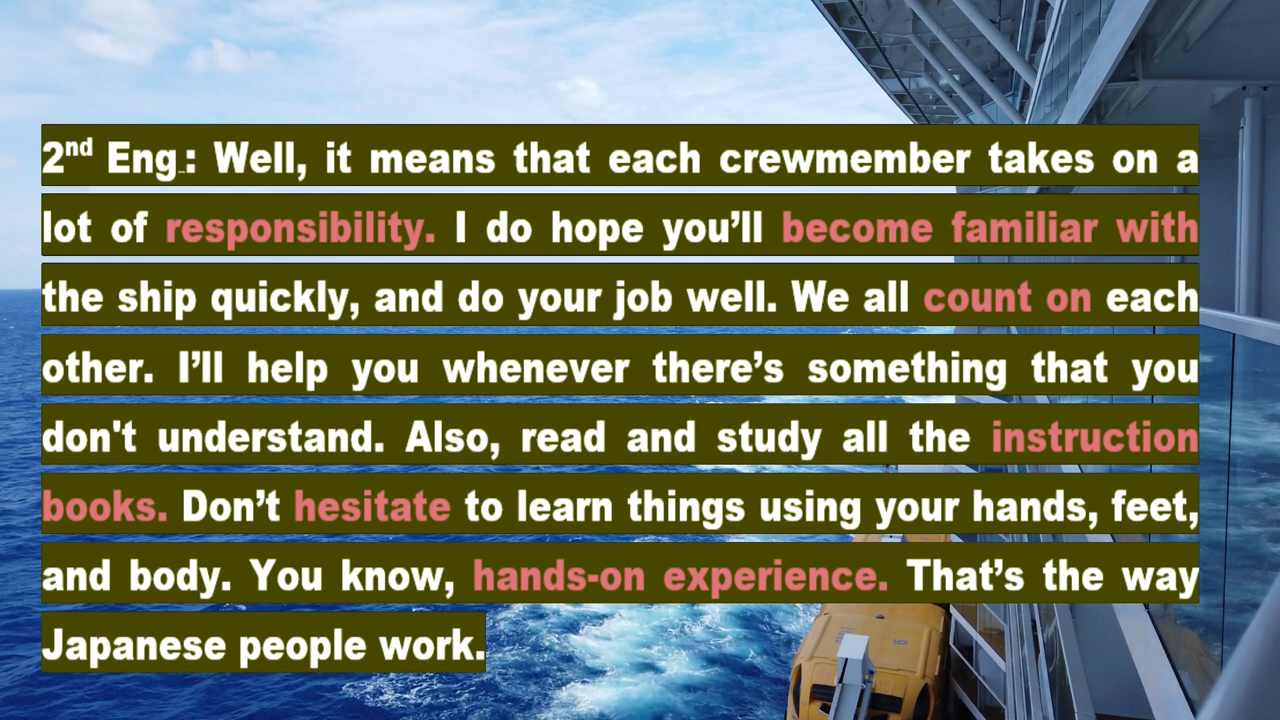 2nd Eng.: Well, it means that each crewmember takes on a
lot of responsibility. I do hope you’ll become familiar with
the ship quickly, and do your job well. We all count on each
other. I’ll help you whenever there’s something that you
don't understand. Also, read and study all the instruction
books. Don’t hesitate to learn things using your hands, feet,
and body. You know, hands-on experience. That’s the way
Japanese people work.